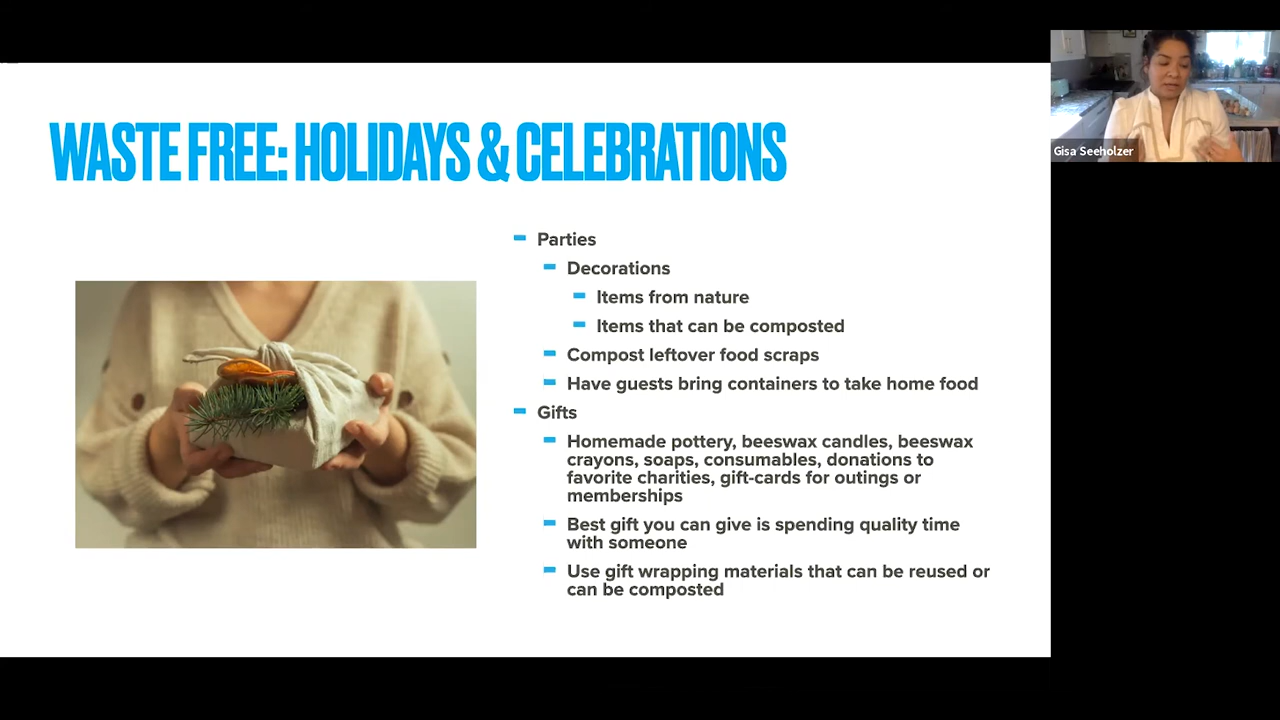 WASTE FREE: HOLIDAYS & CELEBRATIONS
Gisa Seeholzer
Parties
Decorations
Items from nature
Items that can be composted
Compost leftover food scraps
Have guests bring containers to take home food
Gifts
Homemade pottery, beeswax candles, beeswax
crayons, soaps, consumables, donations to
favorite charities, gift-cards for outings or
memberships
Best gift you can give is spending quality time
with someone
Use gift wrapping materials that can be reused or
can be composted